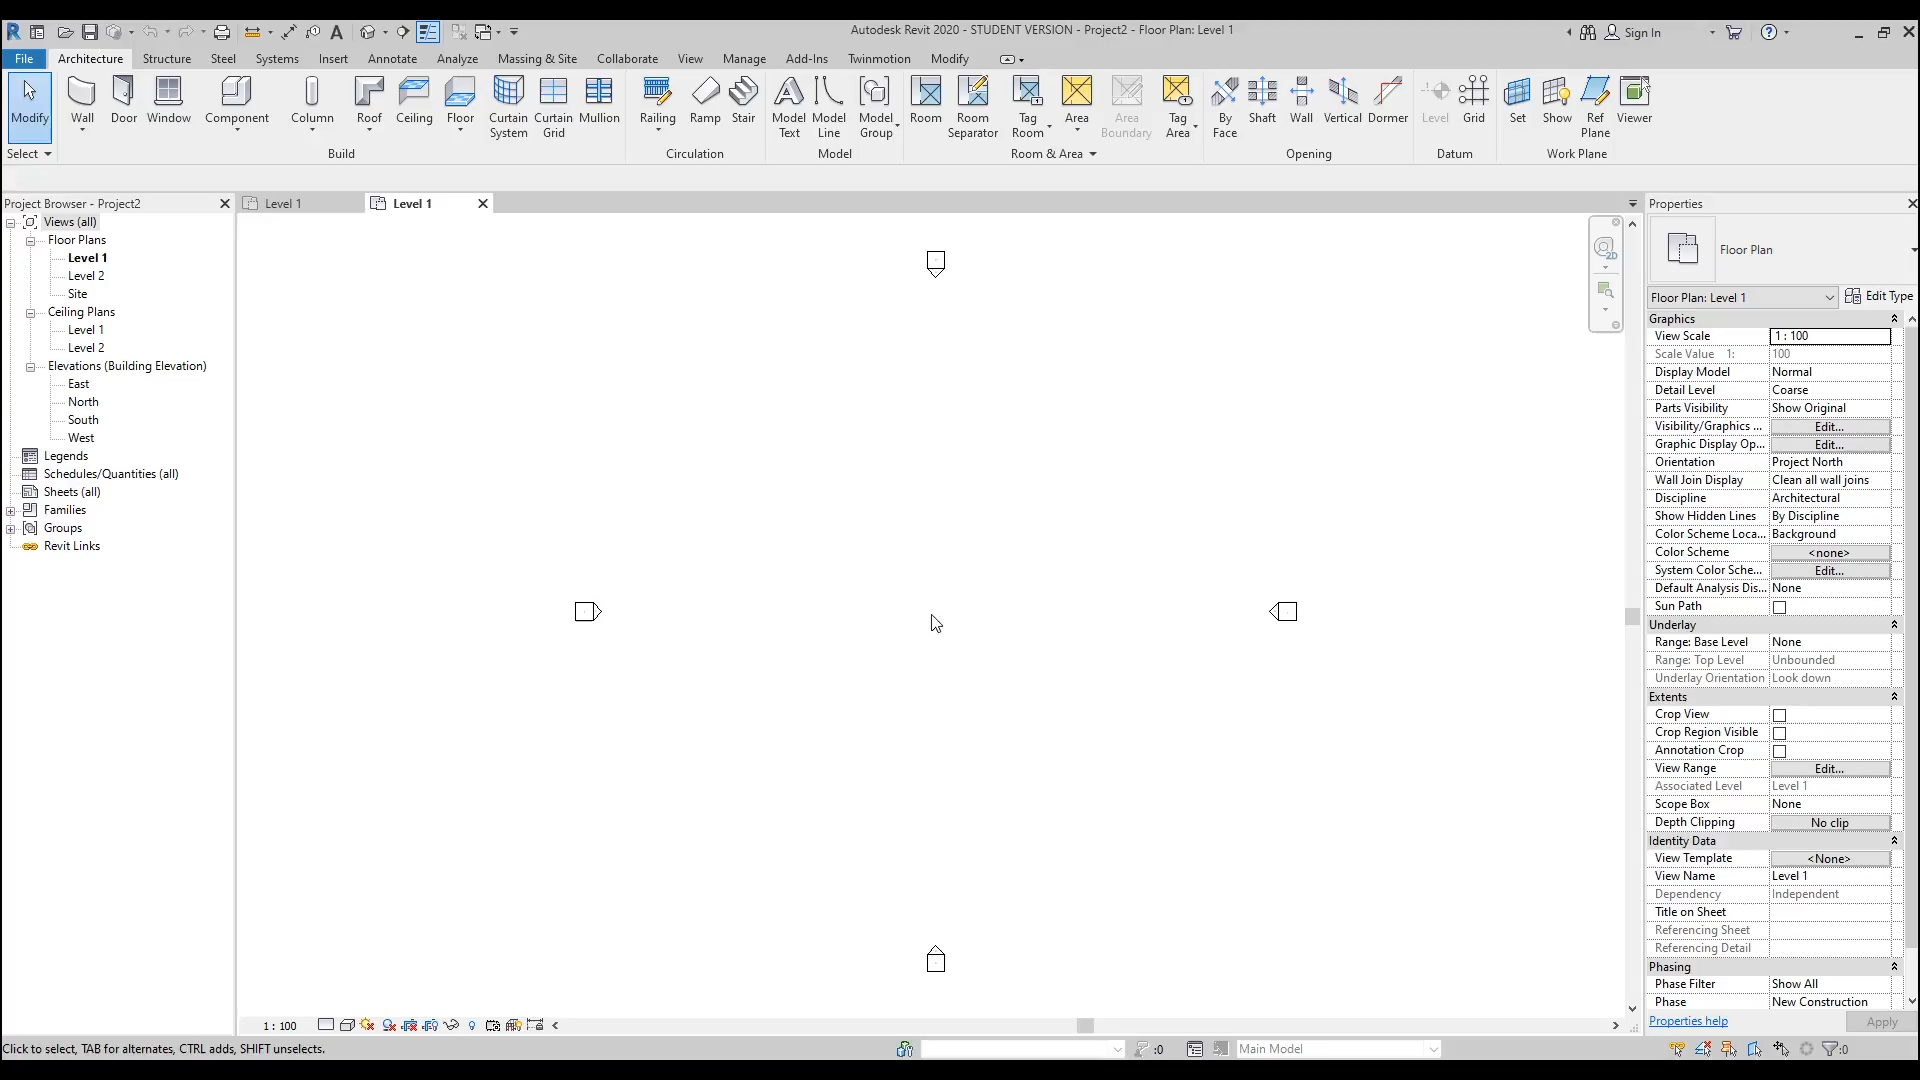 Autodesk Revit 2020 - STUDENT VERSION - Project2 - Floor Plan: Level 1
Sign In
File Architecture Structure Steel Systems Insert Annotate Analyze Massing & Site Collaborate View Manage Add-Ins Twinmotion Modify
Modify Wall Door Window Component Column Roof Ceiling Floor Curtain System Curtain Grid Mullion Railing Ramp Stair Model Text Model Line Model Group Room Room Separator Tag Room Area Area Boundary Tag Area By Face Shaft Wall Vertical Dormer Level Grid Set Show Ref Plane Viewer
Select Build Circulation Model Room & Area Opening Datum Work Plane
Project Browser - Project2
Views (all)
Floor Plans
Level 1
Level 2
Site
Ceiling Plans
Level 1
Level 2
Elevations (Building Elevation)
East
North
South
West
Legends
Schedules/Quantities (all)
Sheets (all)
Families
Groups
Revit Links
Level 1 Level 1
2D
Properties
Floor Plan
Floor Plan: Level 1 Edit Type
Graphics
View Scale 1 : 100
Scale Value 1: 100
Display Model Normal
Detail Level Coarse
Parts Visibility Show Original
Visibility/Graphics ... Edit...
Graphic Display Op... Edit...
Orientation Project North
Wall Join Display Clean all wall joins
Discipline Architectural
Show Hidden Lines By Discipline
Color Scheme Loca... Background
Color Scheme <none>
System Color Sche... Edit...
Default Analysis Dis... None
Sun Path
Underlay
Range: Base Level None
Range: Top Level Unbounded
Underlay Orientation Look down
Extents
Crop View
Crop Region Visible
Annotation Crop
View Range Edit...
Associated Level Level 1
Scope Box None
Depth Clipping No clip
Identity Data
View Template <None>
View Name Level 1
Dependency Independent
Title on Sheet
Referencing Sheet
Referencing Detail
Phasing
Phase Filter Show All
Phase New Construction
Properties help Apply
1 : 100
Click to select, TAB for alternates, CTRL adds, SHIFT unselects. :0 Main Model :0